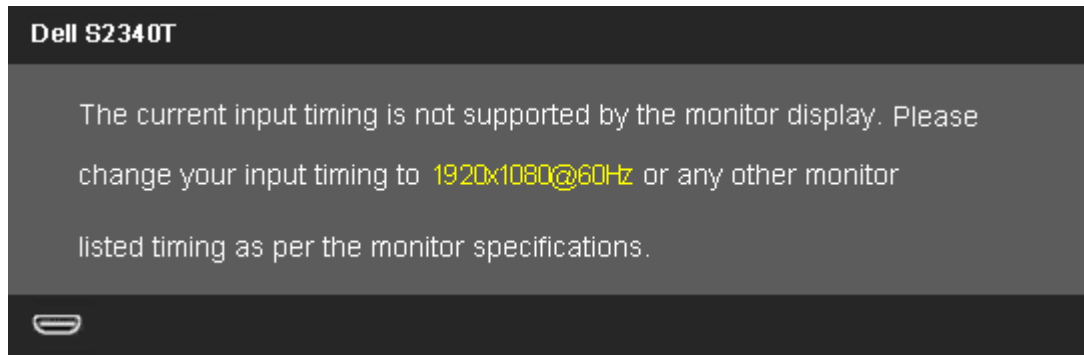 Dell S2340T
The current input timing is not supported by the monitor display. Please
change your input timing to 1920x1080@60Hz or any other monitor
listed timing as per the monitor specifications.